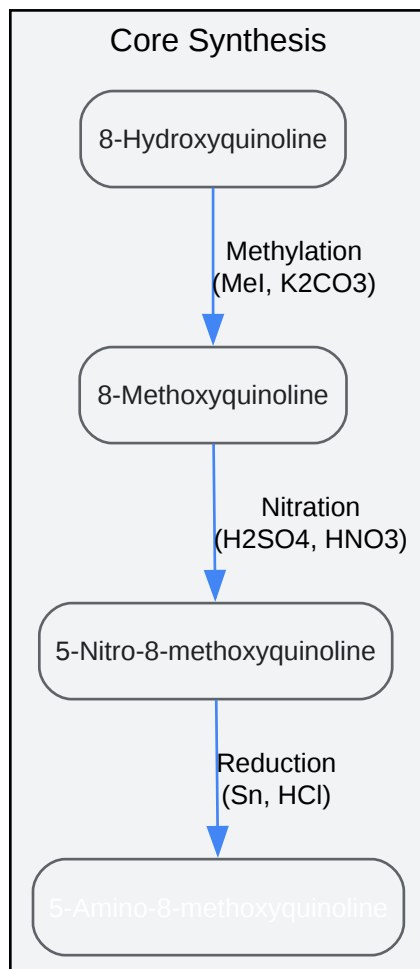 Core Synthesis
8-Hydroxyquinoline
Methylation
(MeI, K2CO3)
8-Methoxyquinoline
Nitration
(H2SO4, HNO3)
5-Nitro-8-methoxyquinoline
Reduction
(Sn, HCl)
5-Amino-8-methoxyquinoline